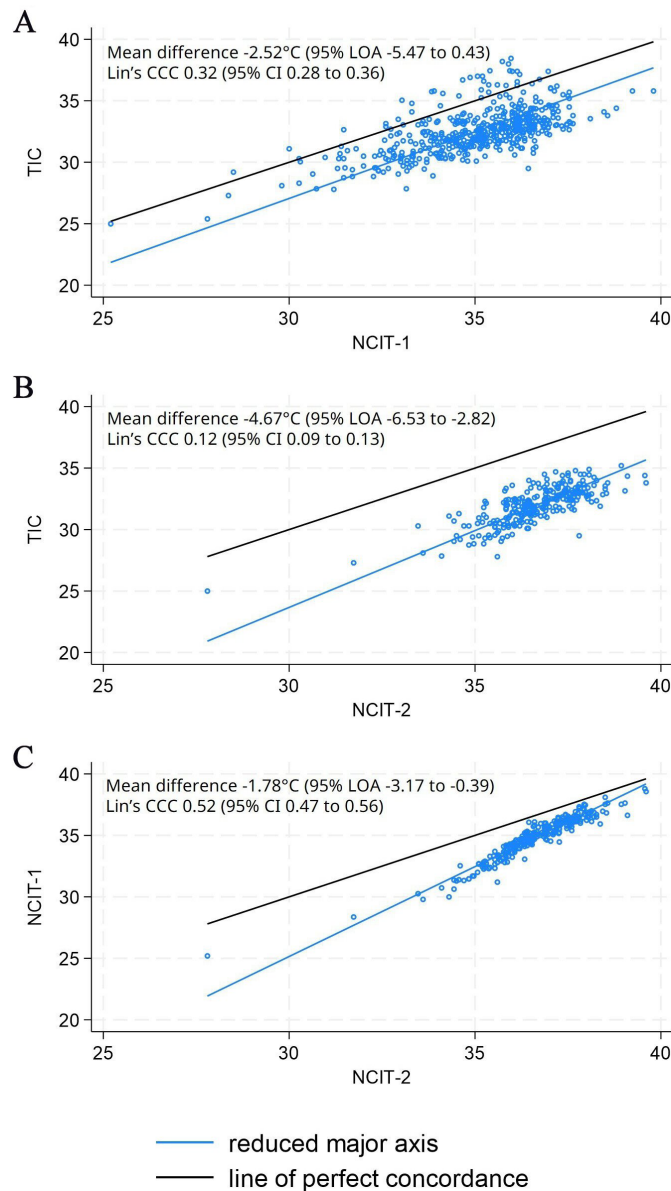 A
Mean difference -2.52°C (95% LOA -5.47 to 0.43)
Lin's CCC 0.32 (95% CI 0.28 to 0.36)
40
35
30
25
20
TIC
25 30 35 40
NCIT-1
B
Mean difference -4.67°C (95% LOA -6.53 to -2.82)
Lin's CCC 0.12 (95% CI 0.09 to 0.13)
40
35
30
25
20
TIC
25 30 35 40
NCIT-2
C
Mean difference -1.78°C (95% LOA -3.17 to -0.39)
Lin's CCC 0.52 (95% CI 0.47 to 0.56)
40
35
30
25
20
NCIT-1
25 30 35 40
NCIT-2
reduced major axis
line of perfect concordance